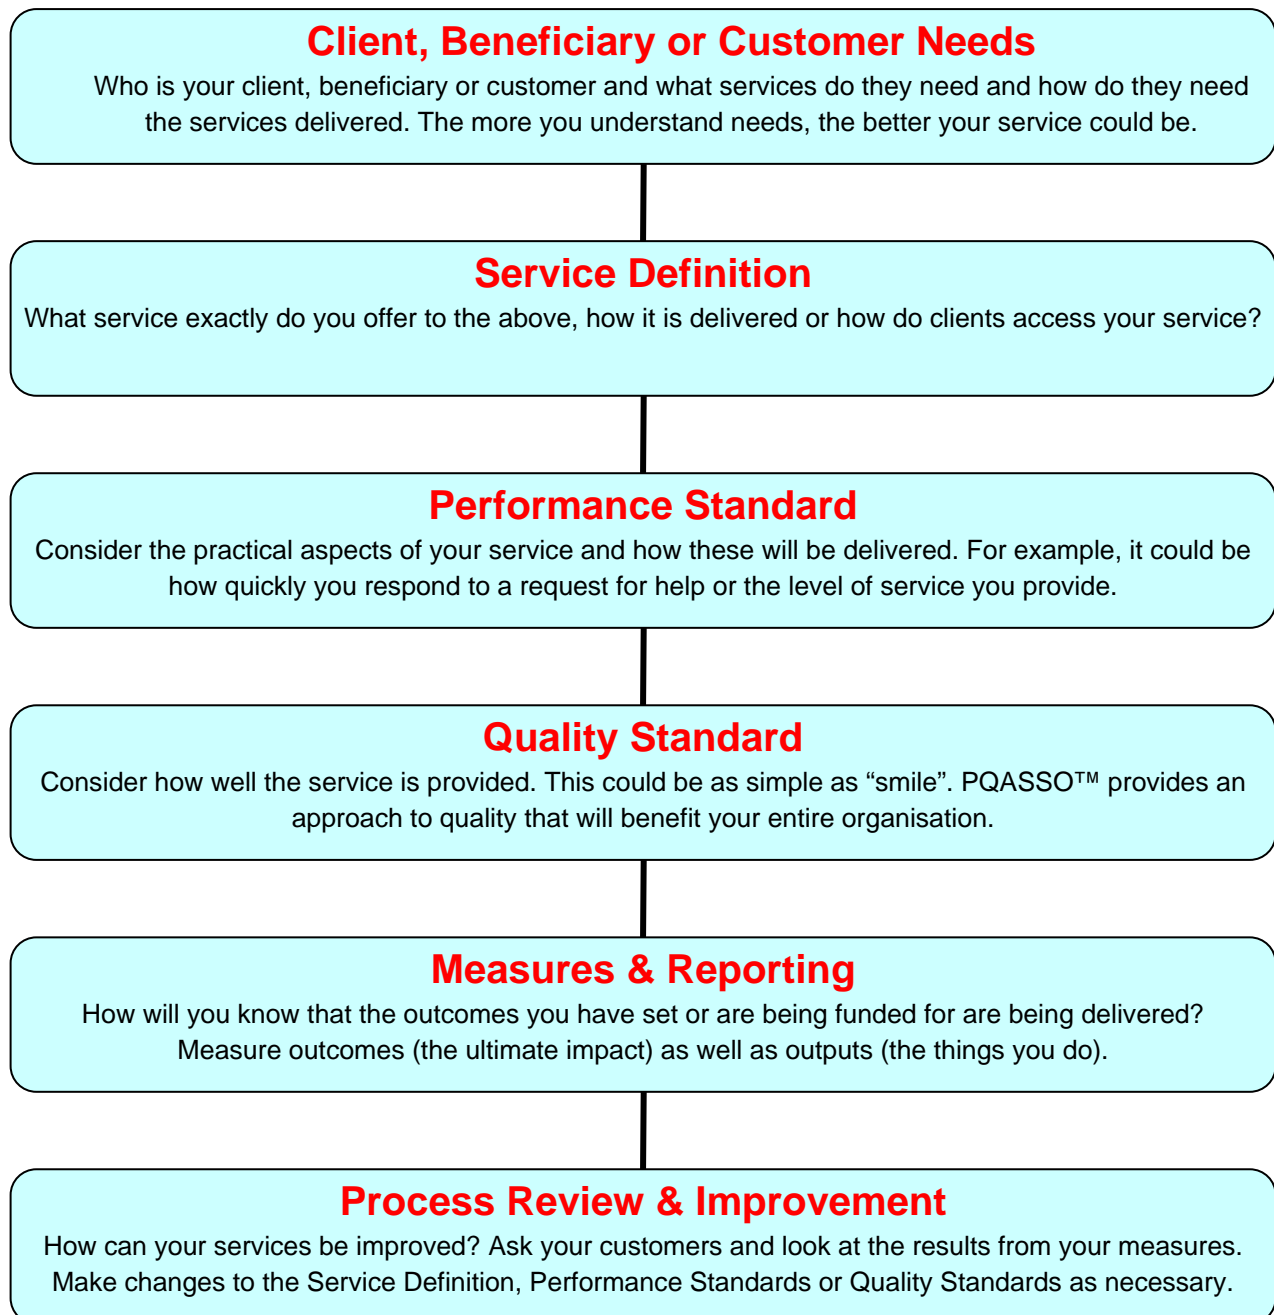 Client, Beneficiary or Customer Needs
Who is your client, beneficiary or customer and what services do they need and how do they need
the services delivered. The more you understand needs, the better your service could be.
Service Definition
What service exactly do you offer to the above, how it is delivered or how do clients access your service?
Performance Standard
Consider the practical aspects of your service and how these will be delivered. For example, it could be
how quickly you respond to a request for help or the level of service you provide.
Quality Standard
Consider how well the service is provided. This could be as simple as “smile”. PQASSO™ provides an
approach to quality that will benefit your entire organisation.
Measures & Reporting
How will you know that the outcomes you have set or are being funded for are being delivered?
Measure outcomes (the ultimate impact) as well as outputs (the things you do).
Process Review & Improvement
How can your services be improved? Ask your customers and look at the results from your measures.
Make changes to the Service Definition, Performance Standards or Quality Standards as necessary.